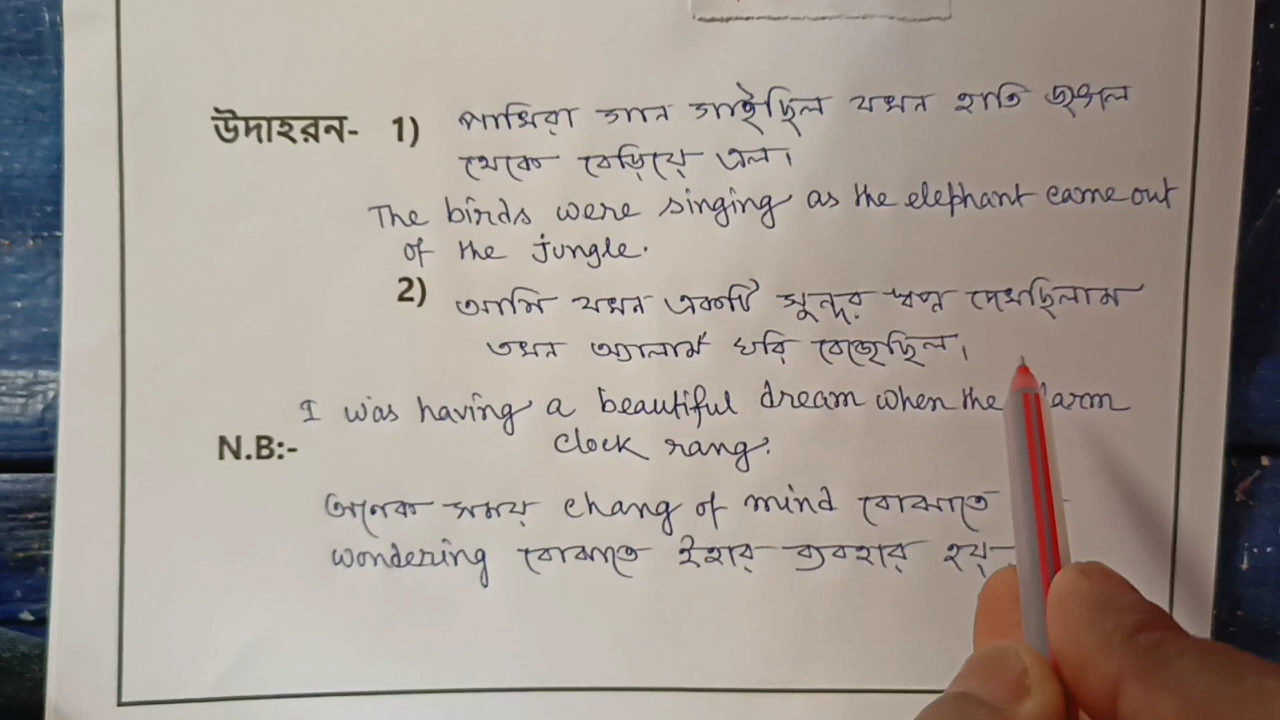 উদাহরন- 1) পাখিরা গান গাইছিল যখন হাতি জঙ্গল
থেকে বেড়িয়ে এল।
The birds were singing as the elephant came out
of the jungle.
2) আমি যখন একটি সুন্দর স্বপ্ন দেখছিলাম
তখন অ্যালার্ম ঘরি বেজেছিল।
I was having a beautiful dream when the larm
clock rang.
N.B:-
অনেক সময় chang of mind বোঝাতে
wondering বোঝাতে ইহার ব্যবহার হয়-